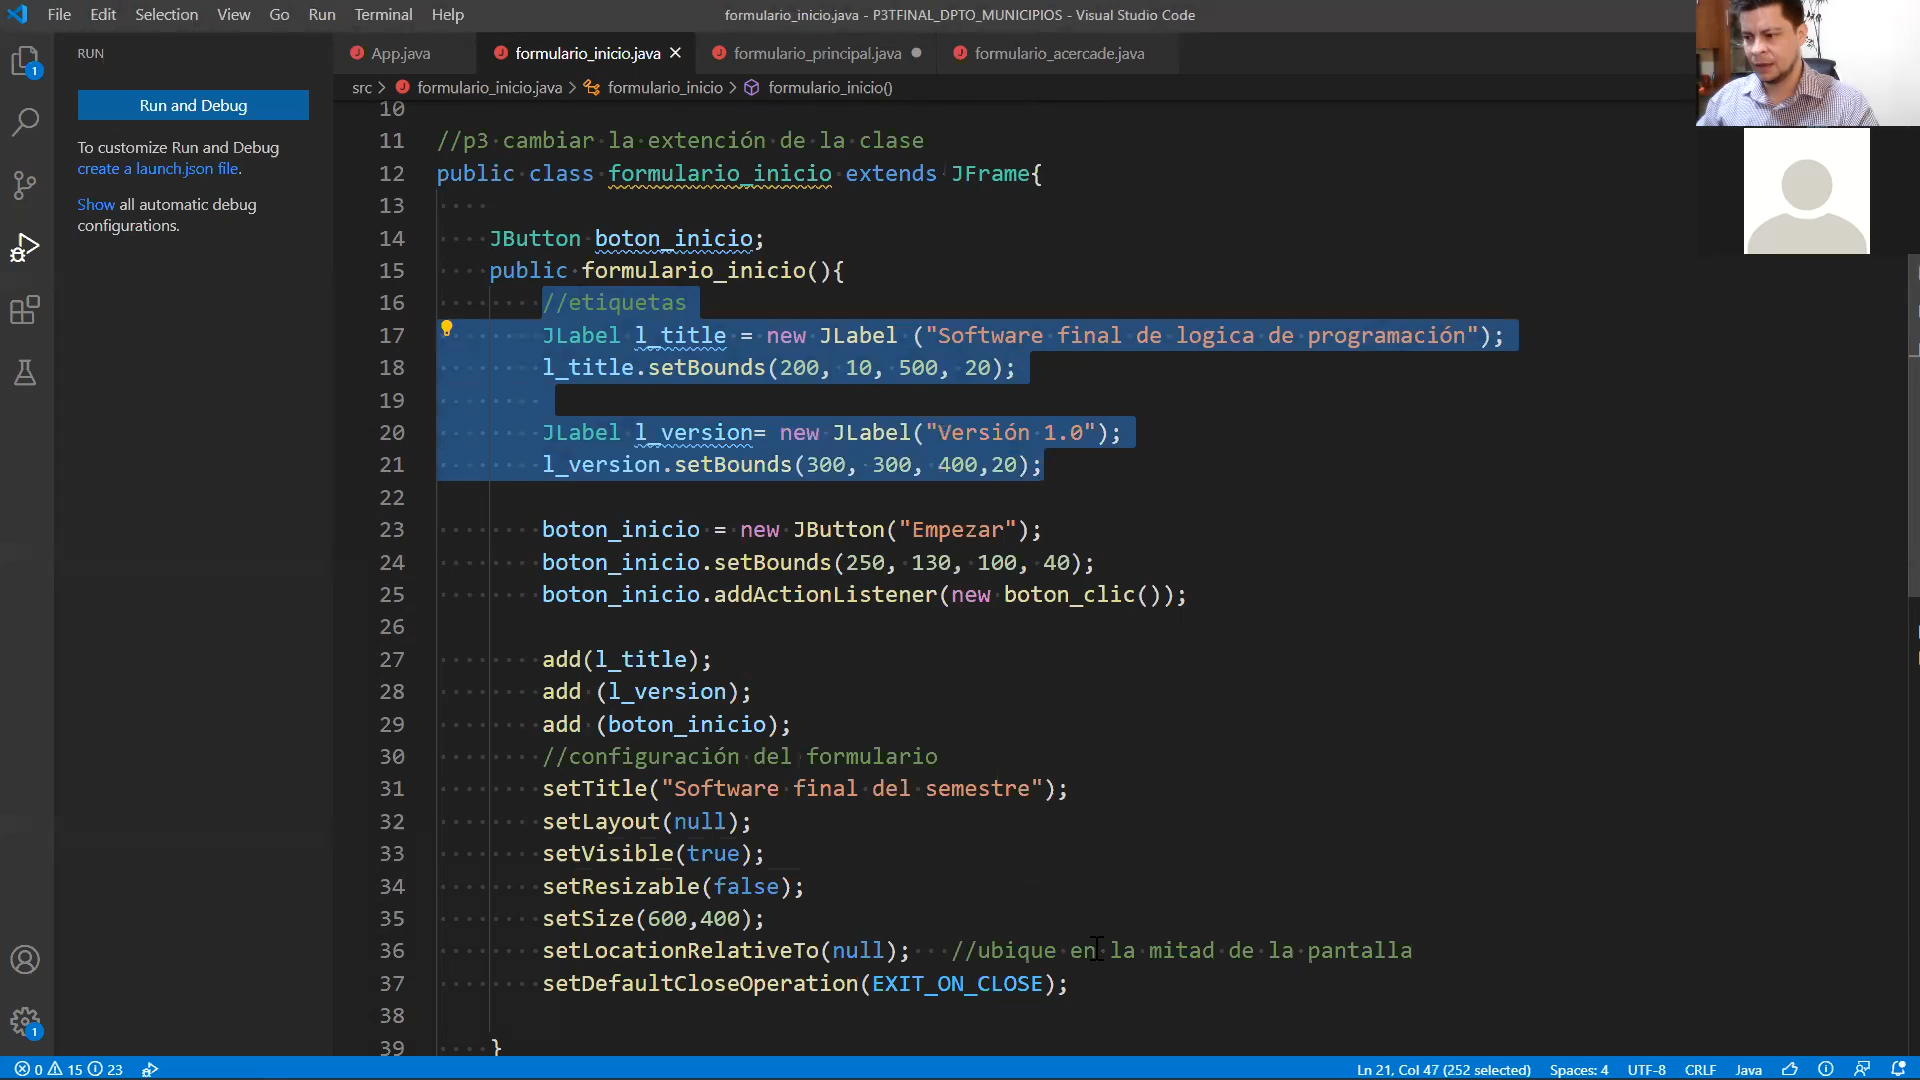 File Edit Selection View Go Run Terminal Help
formulario_inicio.java - P3TFINAL_DPTO_MUNICIPIOS - Visual Studio Code
RUN
App.java
formulario_inicio.java
formulario_principal.java
formulario_acercade.java
1
Run and Debug
src > formulario_inicio.java > formulario_inicio > formulario_inicio()
To customize Run and Debug
create a launch.json file.
Show all automatic debug
configurations.
10
11 //p3 cambiar la extención de la clase
12 public class formulario_inicio extends JFrame{
13
14 JButton boton_inicio;
15 public formulario_inicio(){
16 //etiquetas
17 JLabel l_title = new JLabel ("Software final de logica de programación");
18 l_title.setBounds(200, 10, 500, 20);
19
20 JLabel l_version= new JLabel("Versión 1.0");
21 l_version.setBounds(300, 300, 400,20);
22
23 boton_inicio = new JButton("Empezar");
24 boton_inicio.setBounds(250, 130, 100, 40);
25 boton_inicio.addActionListener(new boton_clic());
26
27 add(l_title);
28 add (l_version);
29 add (boton_inicio);
30 //configuración del formulario
31 setTitle("Software final del semestre");
32 setLayout(null);
33 setVisible(true);
34 setResizable(false);
35 setSize(600,400);
36 setLocationRelativeTo(null); //ubique en la mitad de la pantalla
37 setDefaultCloseOperation(EXIT_ON_CLOSE);
38
39 }
1
0 15 23
Ln 21, Col 47 (252 selected) Spaces: 4 UTF-8 CRLF Java